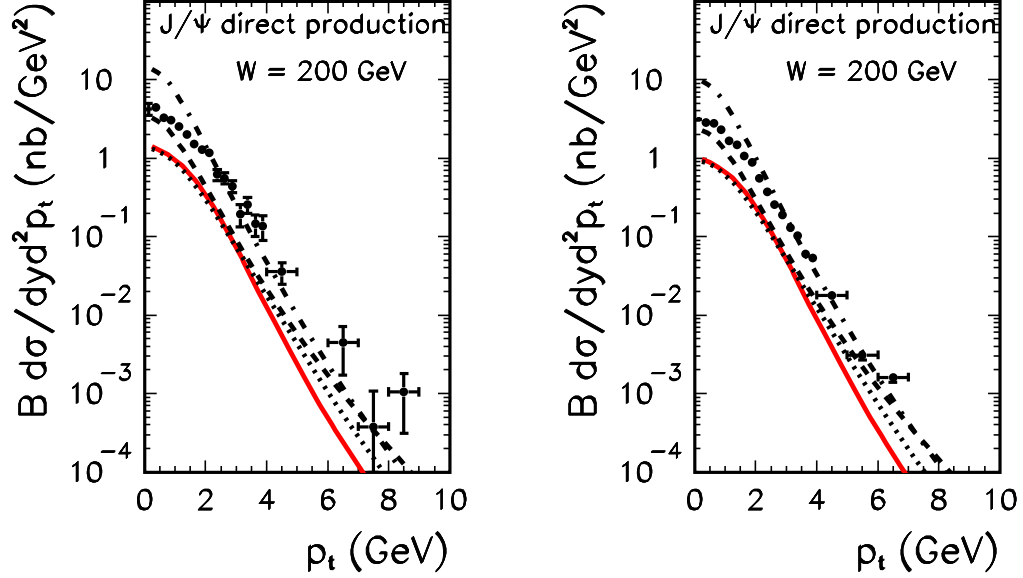 J/ψ direct production
W = 200 GeV
B dσ/dyd²pₜ (nb/GeV²)
10
1
10⁻¹
10⁻²
10⁻³
10⁻⁴
0 2 4 6 8 10
pₜ (GeV)
J/ψ direct production
W = 200 GeV
B dσ/dyd²pₜ (nb/GeV²)
10
1
10⁻¹
10⁻²
10⁻³
10⁻⁴
0 2 4 6 8 10
pₜ (GeV)